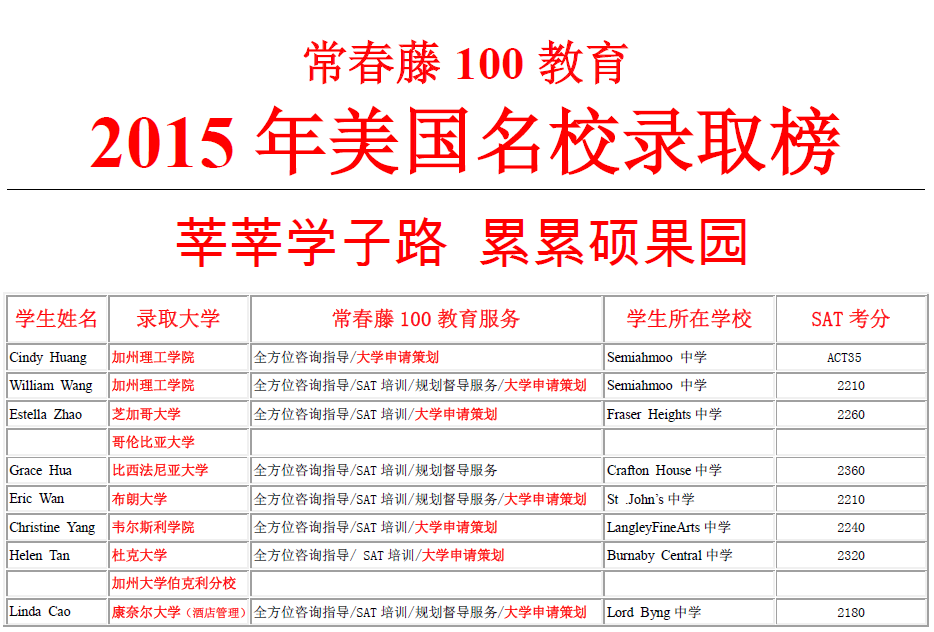 常春藤 100 教育
2015 年美国名校录取榜
莘莘学子路 累累硕果园
学生姓名 录取大学 常春藤 100 教育服务 学生所在学校 SAT 考分
Cindy Huang 加州理工学院 全方位咨询指导/大学申请策划 Semiahmoo 中学 ACT35
William Wang 加州理工学院 全方位咨询指导/SAT 培训/规划督导服务/大学申请策划 Semiahmoo 中学 2210
Estella Zhao 芝加哥大学 全方位咨询指导/SAT 培训/大学申请策划 Fraser Heights 中学 2260
哥伦比亚大学
Grace Hua 比西法尼亚大学 全方位咨询指导/SAT 培训/规划督导服务 Crafton House 中学 2360
Eric Wan 布朗大学 全方位咨询指导/SAT 培训/规划督导服务/大学申请策划 St .John's 中学 2210
Christine Yang 韦尔斯利学院 全方位咨询指导/SAT 培训/大学申请策划 LangleyFineArts 中学 2240
Helen Tan 杜克大学 全方位咨询指导/ SAT 培训/大学申请策划 Burnaby Central 中学 2320
加州大学伯克利分校
Linda Cao 康奈尔大学（酒店管理） 全方位咨询指导/SAT 培训/规划督导服务/大学申请策划 Lord Byng 中学 2180